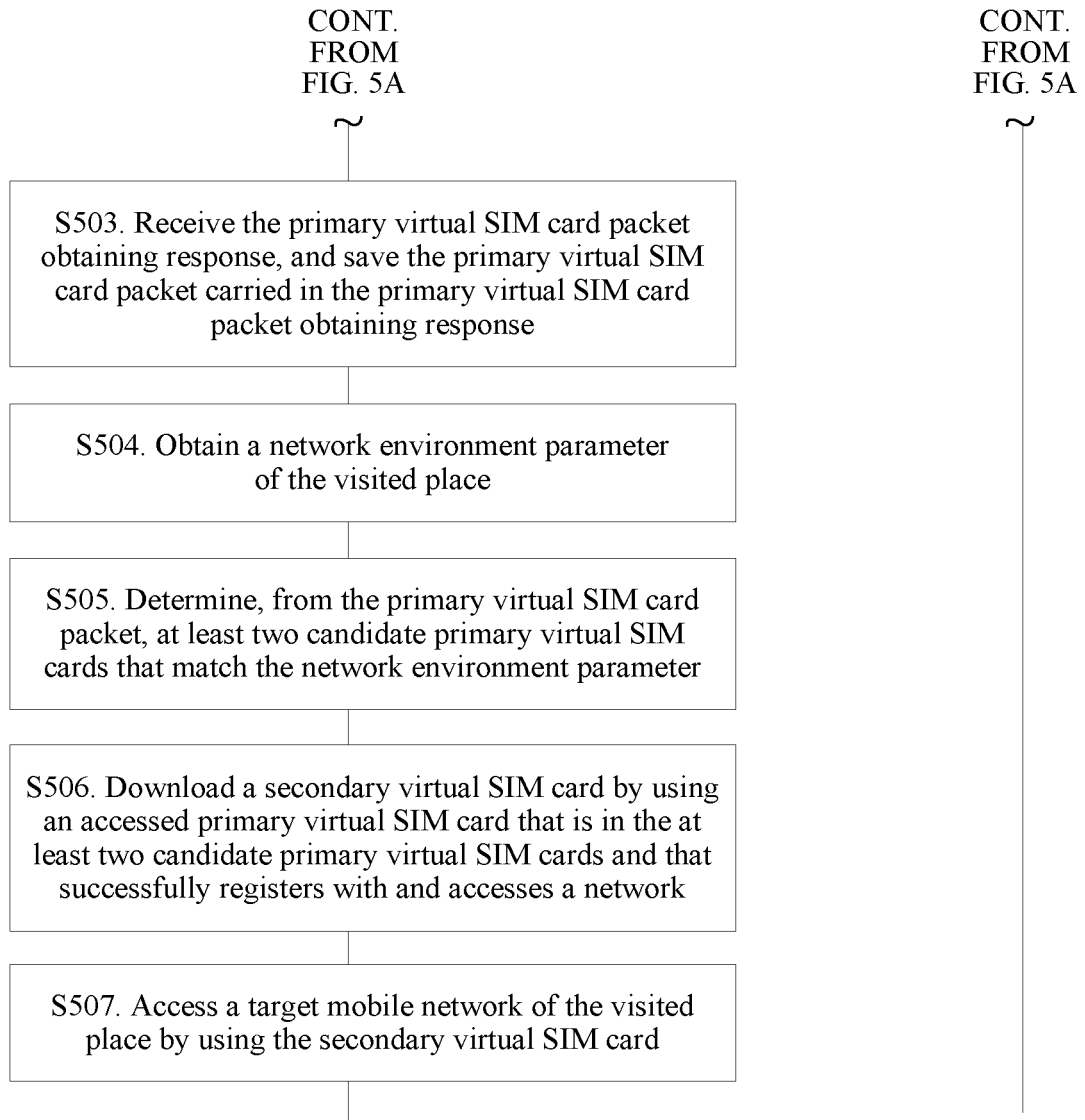 CONT.
FROM
FIG. 5A
CONT.
FROM
FIG. 5A
S503. Receive the primary virtual SIM card packet
obtaining response, and save the primary virtual SIM
card packet carried in the primary virtual SIM card
packet obtaining response
S504. Obtain a network environment parameter
of the visited place
S505. Determine, from the primary virtual SIM card
packet, at least two candidate primary virtual SIM
cards that match the network environment parameter
S506. Download a secondary virtual SIM card by using
an accessed primary virtual SIM card that is in the at
least two candidate primary virtual SIM cards and that
successfully registers with and accesses a network
S507. Access a target mobile network of the visited
place by using the secondary virtual SIM card